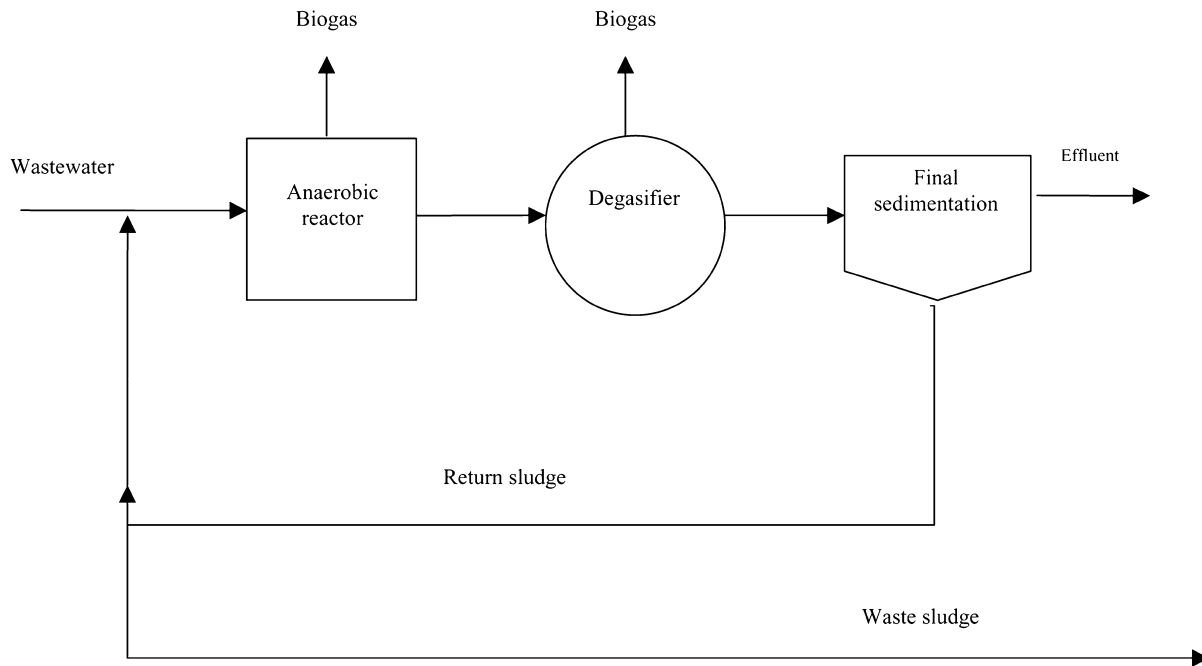 Biogas
Biogas
Wastewater
Anaerobic
reactor
Degasifier
Final
sedimentation
Effluent
Return sludge
Waste sludge